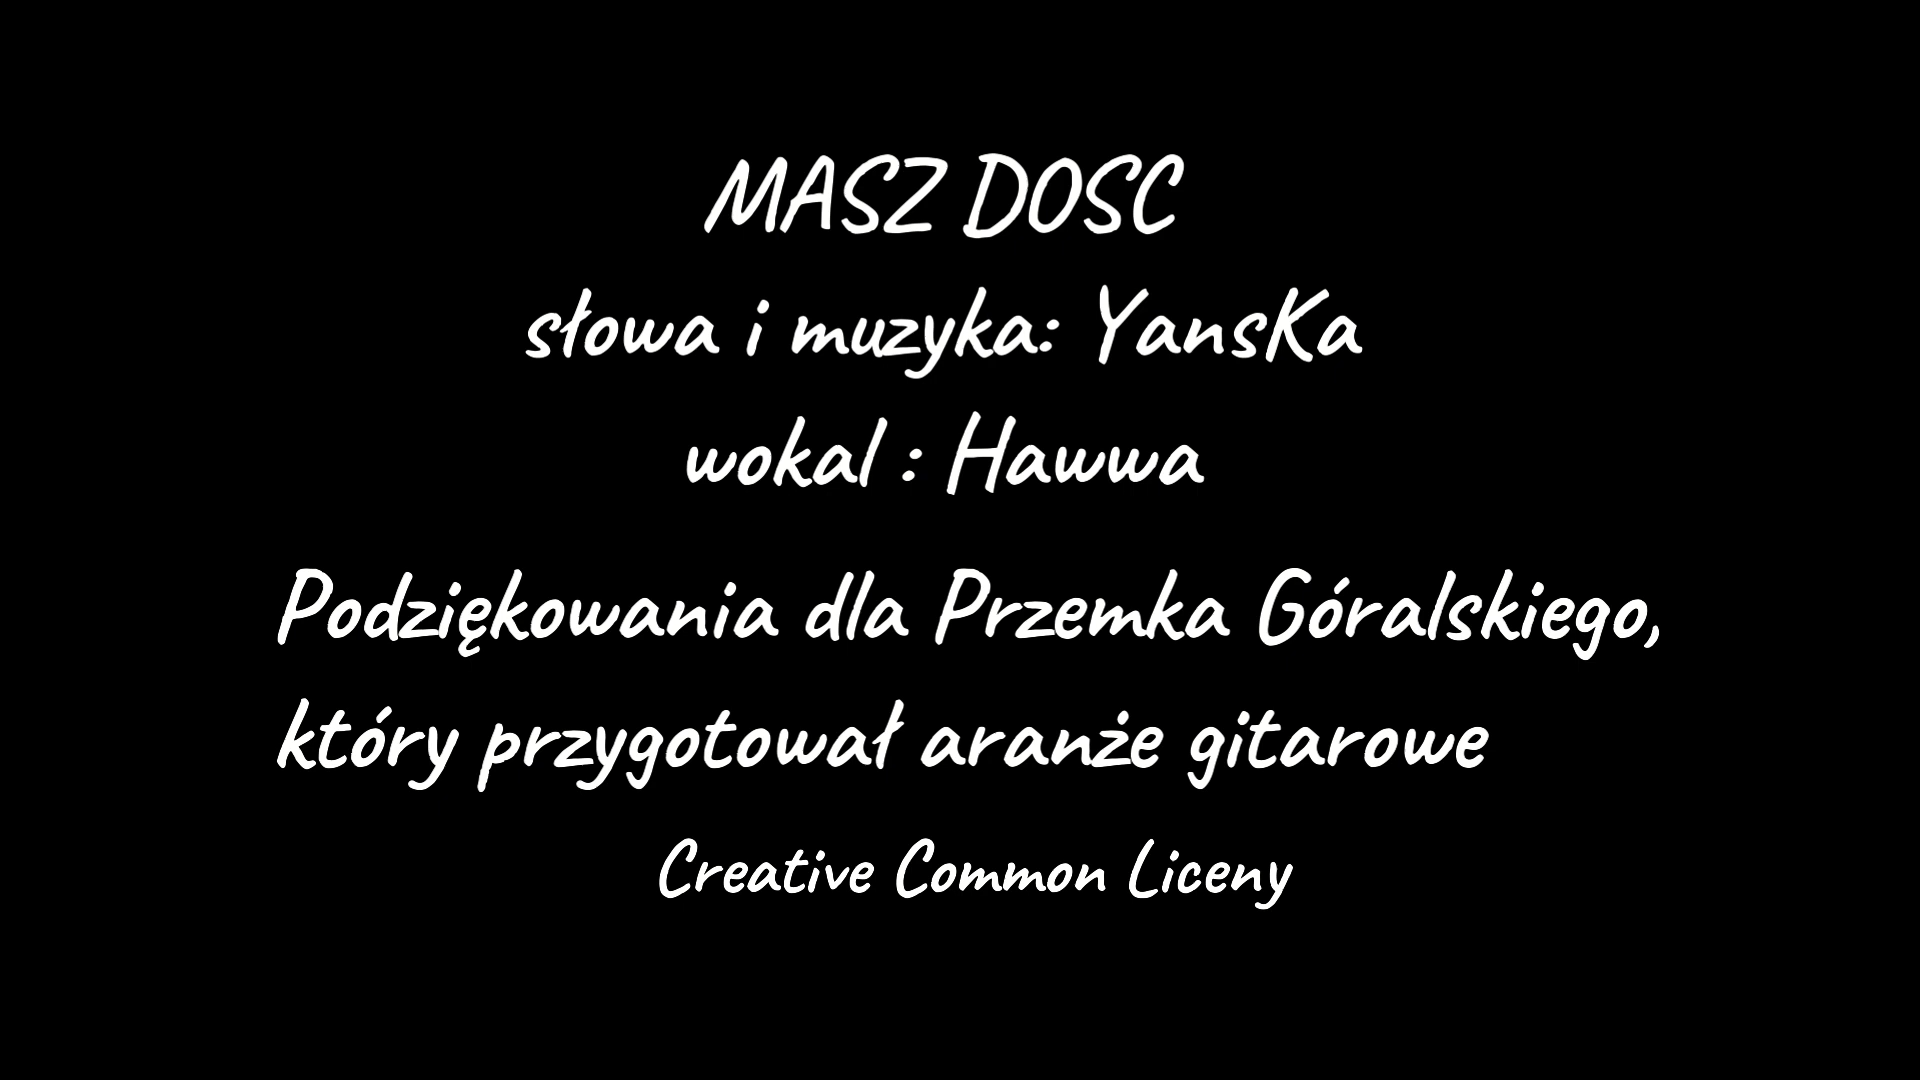 MASZ DOSC
słowa i muzyka: YansKa
wokal : Hawwa
Podziękowania dla Przemka Góralskiego,
który przygotował aranże gitarowe
Creative Common Liceny